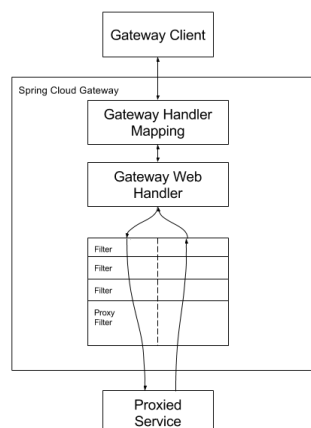 Gateway Client
Spring Cloud Gateway
Gateway Handler
Mapping
Gateway Web
Handler
Filter
Filter
Filter
Proxy
Filter
Proxied
Service